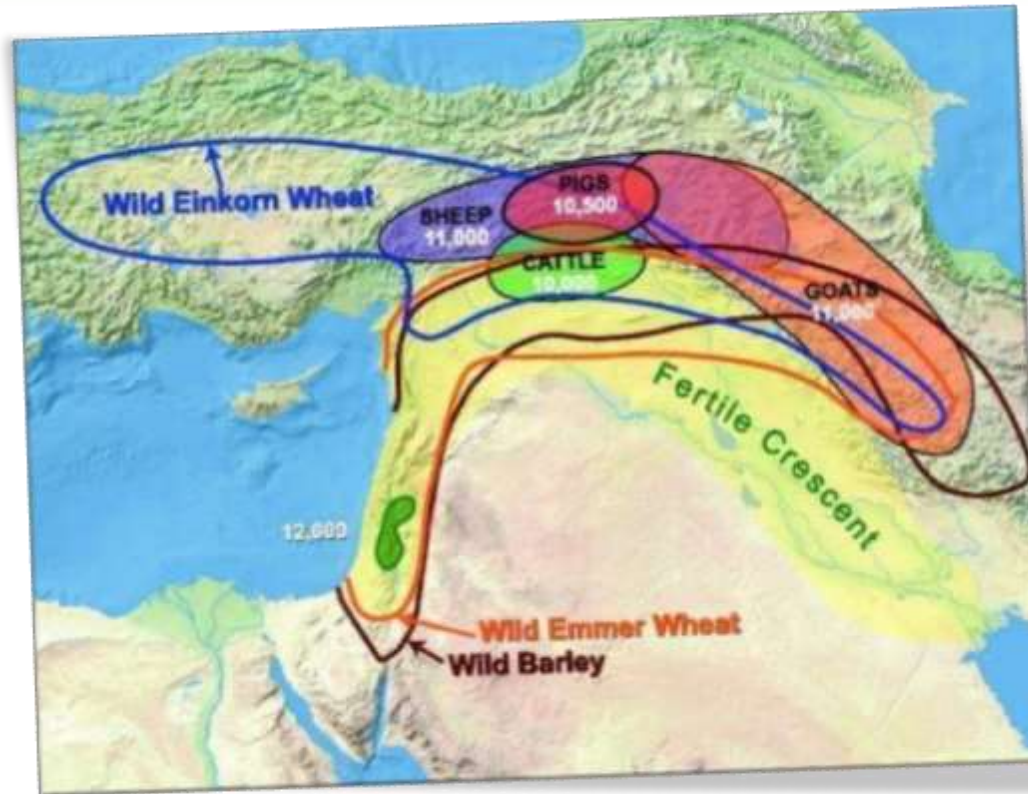 Wild Einkorn Wheat
PIGS
10,500
SHEEP
11,000
CATTLE
10,000
GOATS
11,000
Fertile Crescent
12,000
Wild Emmer Wheat
Wild Barley